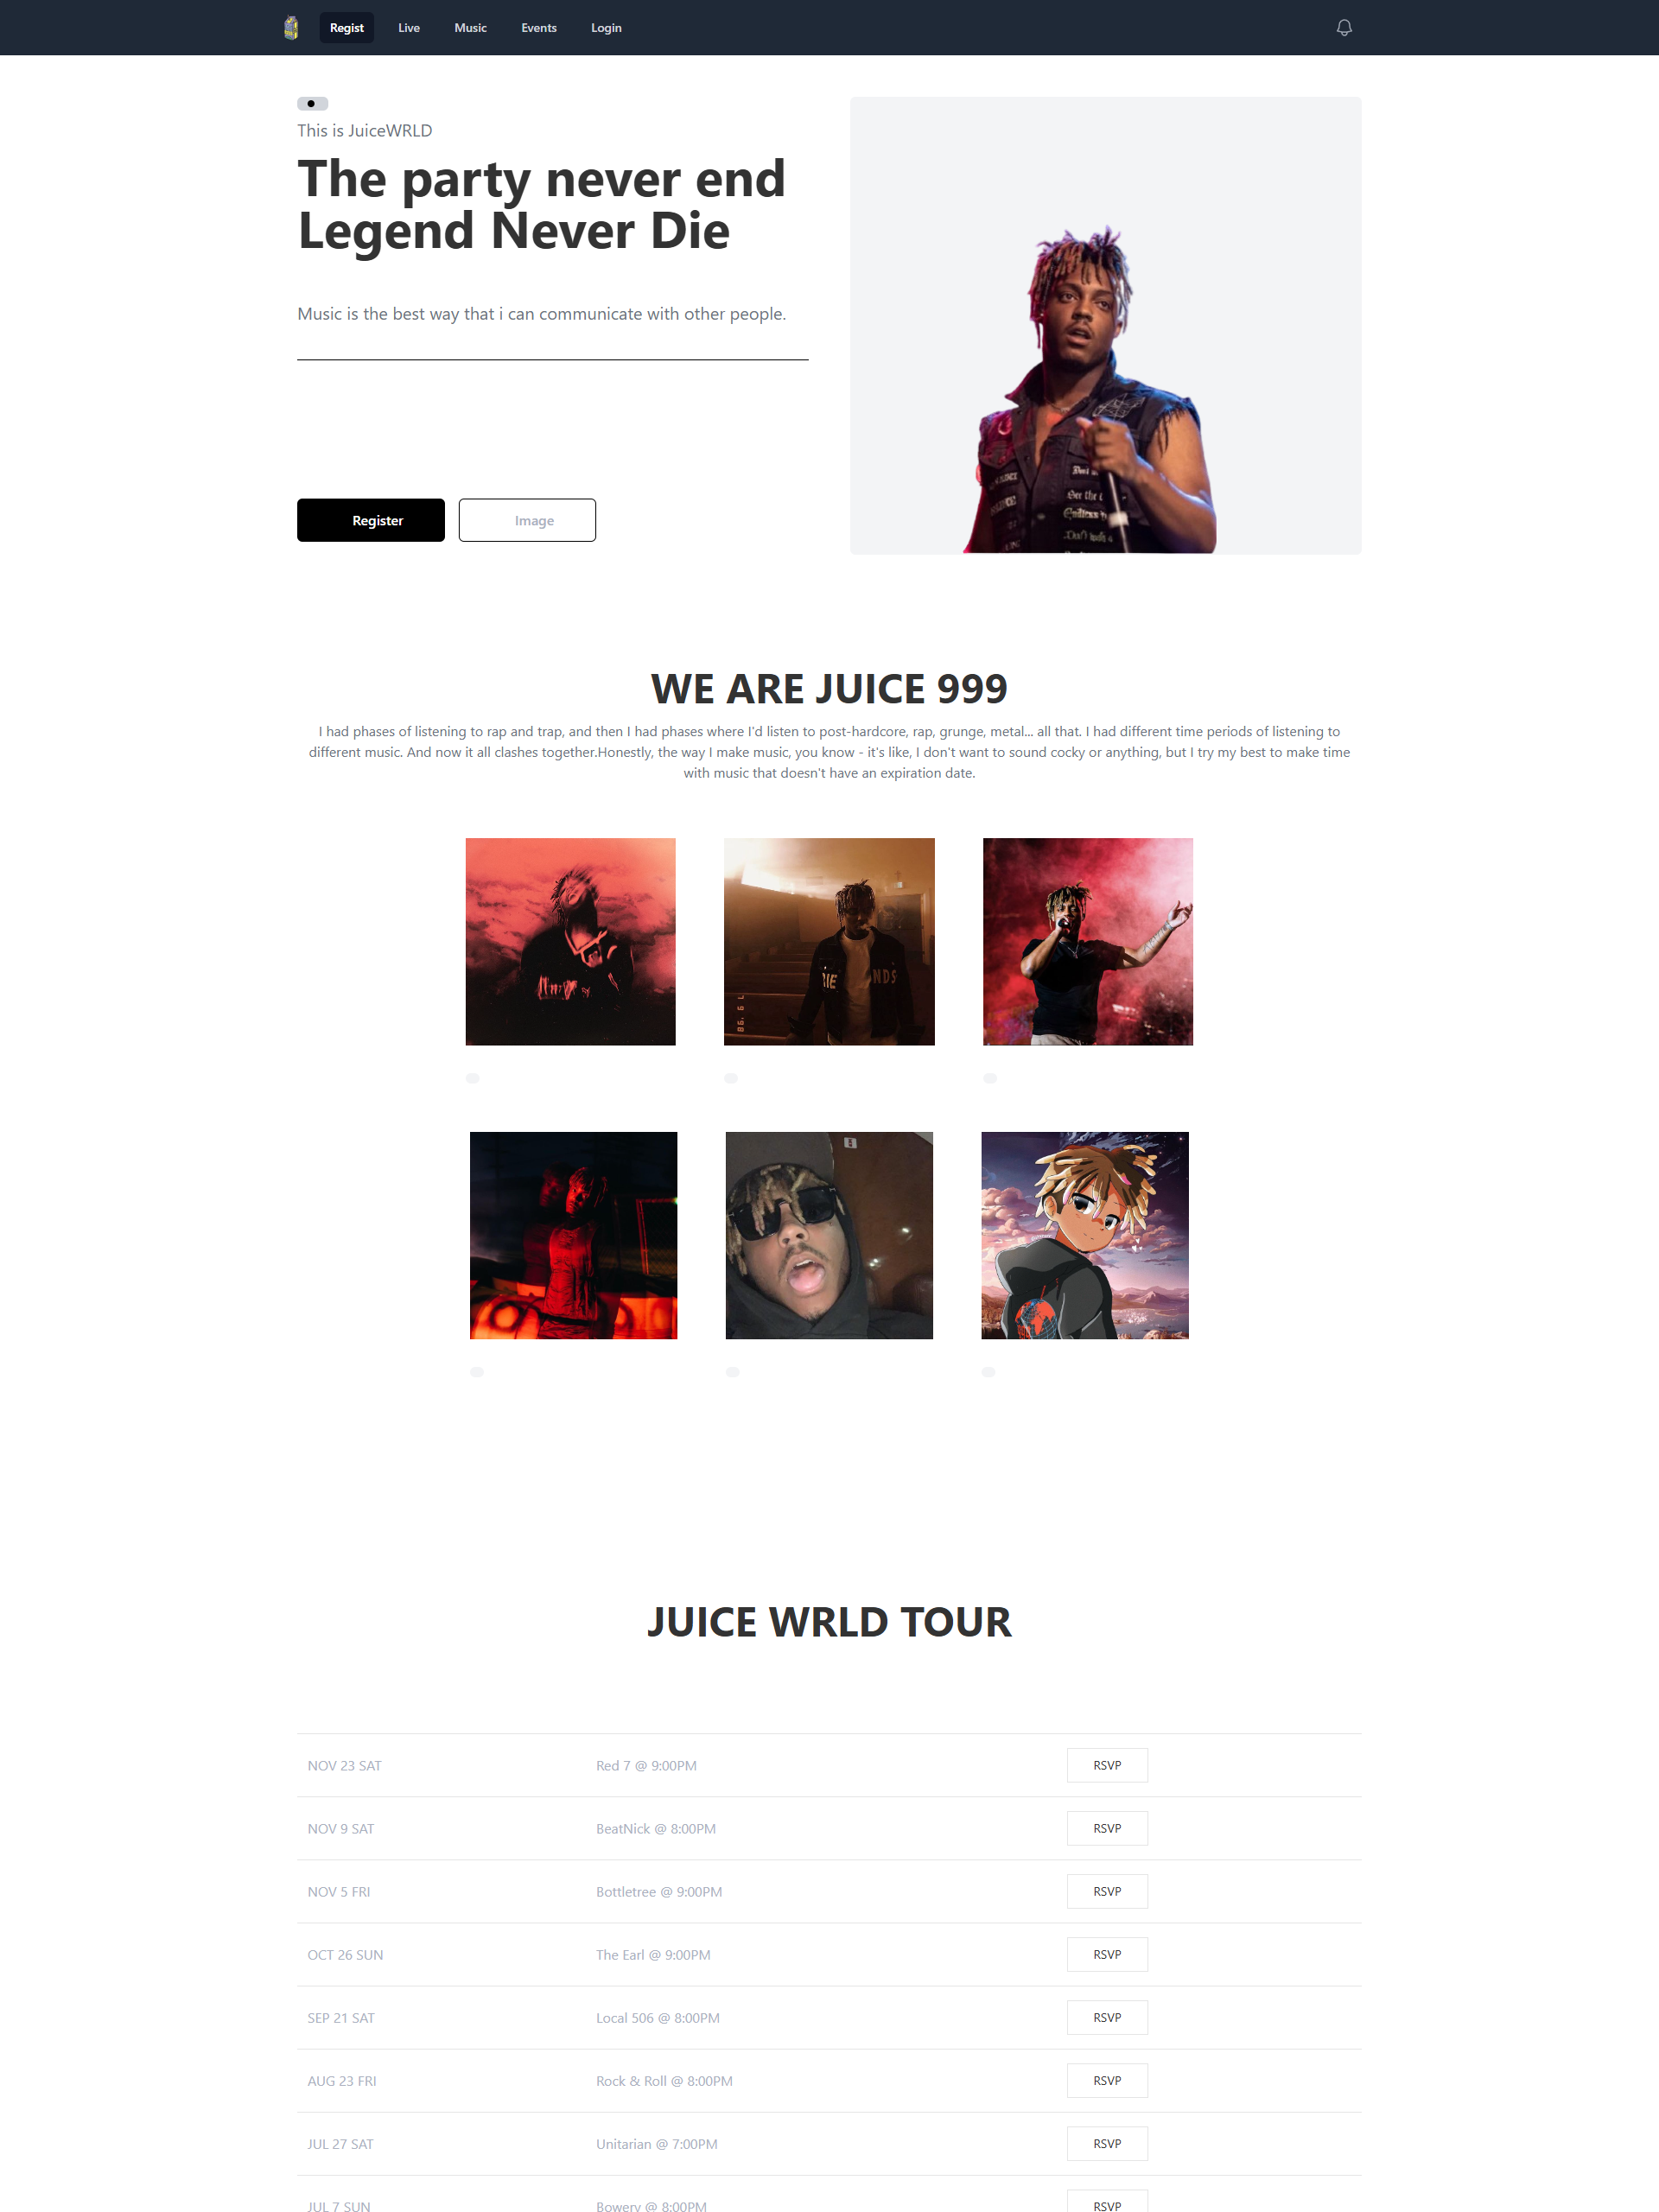 Regist Live Music Events Login
This is JuiceWRLD
The party never end
Legend Never Die
Music is the best way that i can communicate with other people.
Register Image
WE ARE JUICE 999
I had phases of listening to rap and trap, and then I had phases where I'd listen to post-hardcore, rap, grunge, metal... all that. I had different time periods of listening to
different music. And now it all clashes together.Honestly, the way I make music, you know - it's like, I don't want to sound cocky or anything, but I try my best to make time
with music that doesn't have an expiration date.
JUICE WRLD TOUR
NOV 23 SAT Red 7 @ 9:00PM RSVP
NOV 9 SAT BeatNick @ 8:00PM RSVP
NOV 5 FRI Bottletree @ 9:00PM RSVP
OCT 26 SUN The Earl @ 9:00PM RSVP
SEP 21 SAT Local 506 @ 8:00PM RSVP
AUG 23 FRI Rock & Roll @ 8:00PM RSVP
JUL 27 SAT Unitarian @ 7:00PM RSVP
JUL 7 SUN Bowery @ 8:00PM RSVP